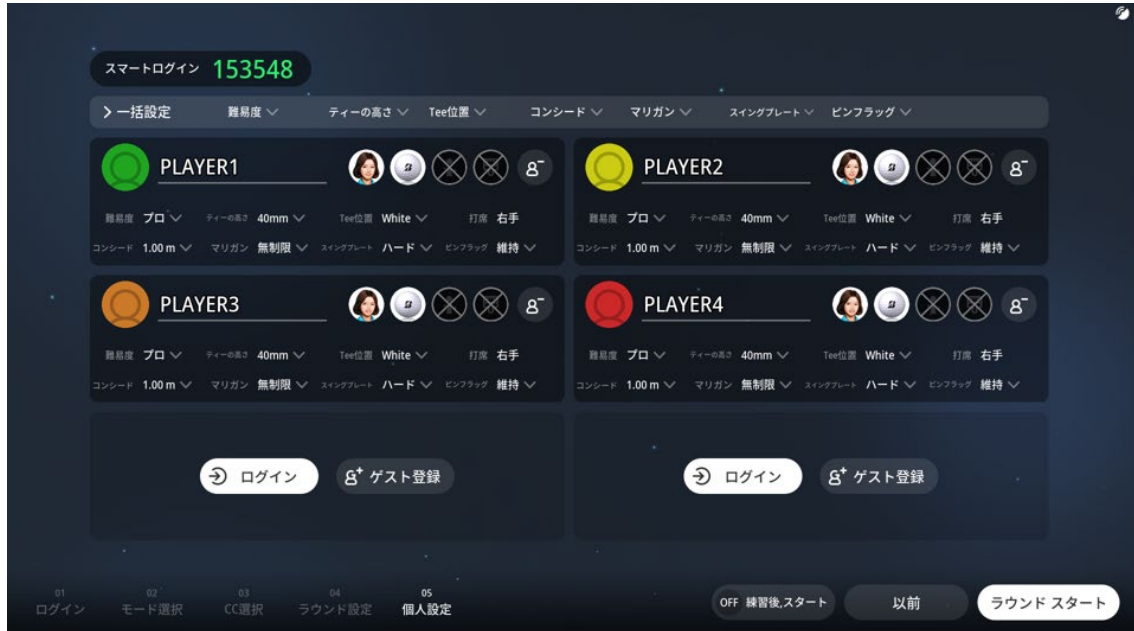 スマートログイン 153548
一括設定 難易度 ティーの高さ Tee位置 コンシード マリガン スイングプレート ピンフラッグ
PLAYER1
難易度 プロ ティーの高さ 40mm Tee位置 White 打席 右手
コンシード 1.00 m マリガン 無制限 スイングプレート ハード ピンフラッグ 維持
PLAYER2
難易度 プロ ティーの高さ 40mm Tee位置 White 打席 右手
コンシード 1.00 m マリガン 無制限 スイングプレート ハード ピンフラッグ 維持
PLAYER3
難易度 プロ ティーの高さ 40mm Tee位置 White 打席 右手
コンシード 1.00 m マリガン 無制限 スイングプレート ハード ピンフラッグ 維持
PLAYER4
難易度 プロ ティーの高さ 40mm Tee位置 White 打席 右手
コンシード 1.00 m マリガン 無制限 スイングプレート ハード ピンフラッグ 維持
ログイン ゲスト登録
ログイン ゲスト登録
01 ログイン
02 モード選択
03 CC選択
04 ラウンド設定
05 個人設定
OFF 練習後,スタート
以前
ラウンド スタート